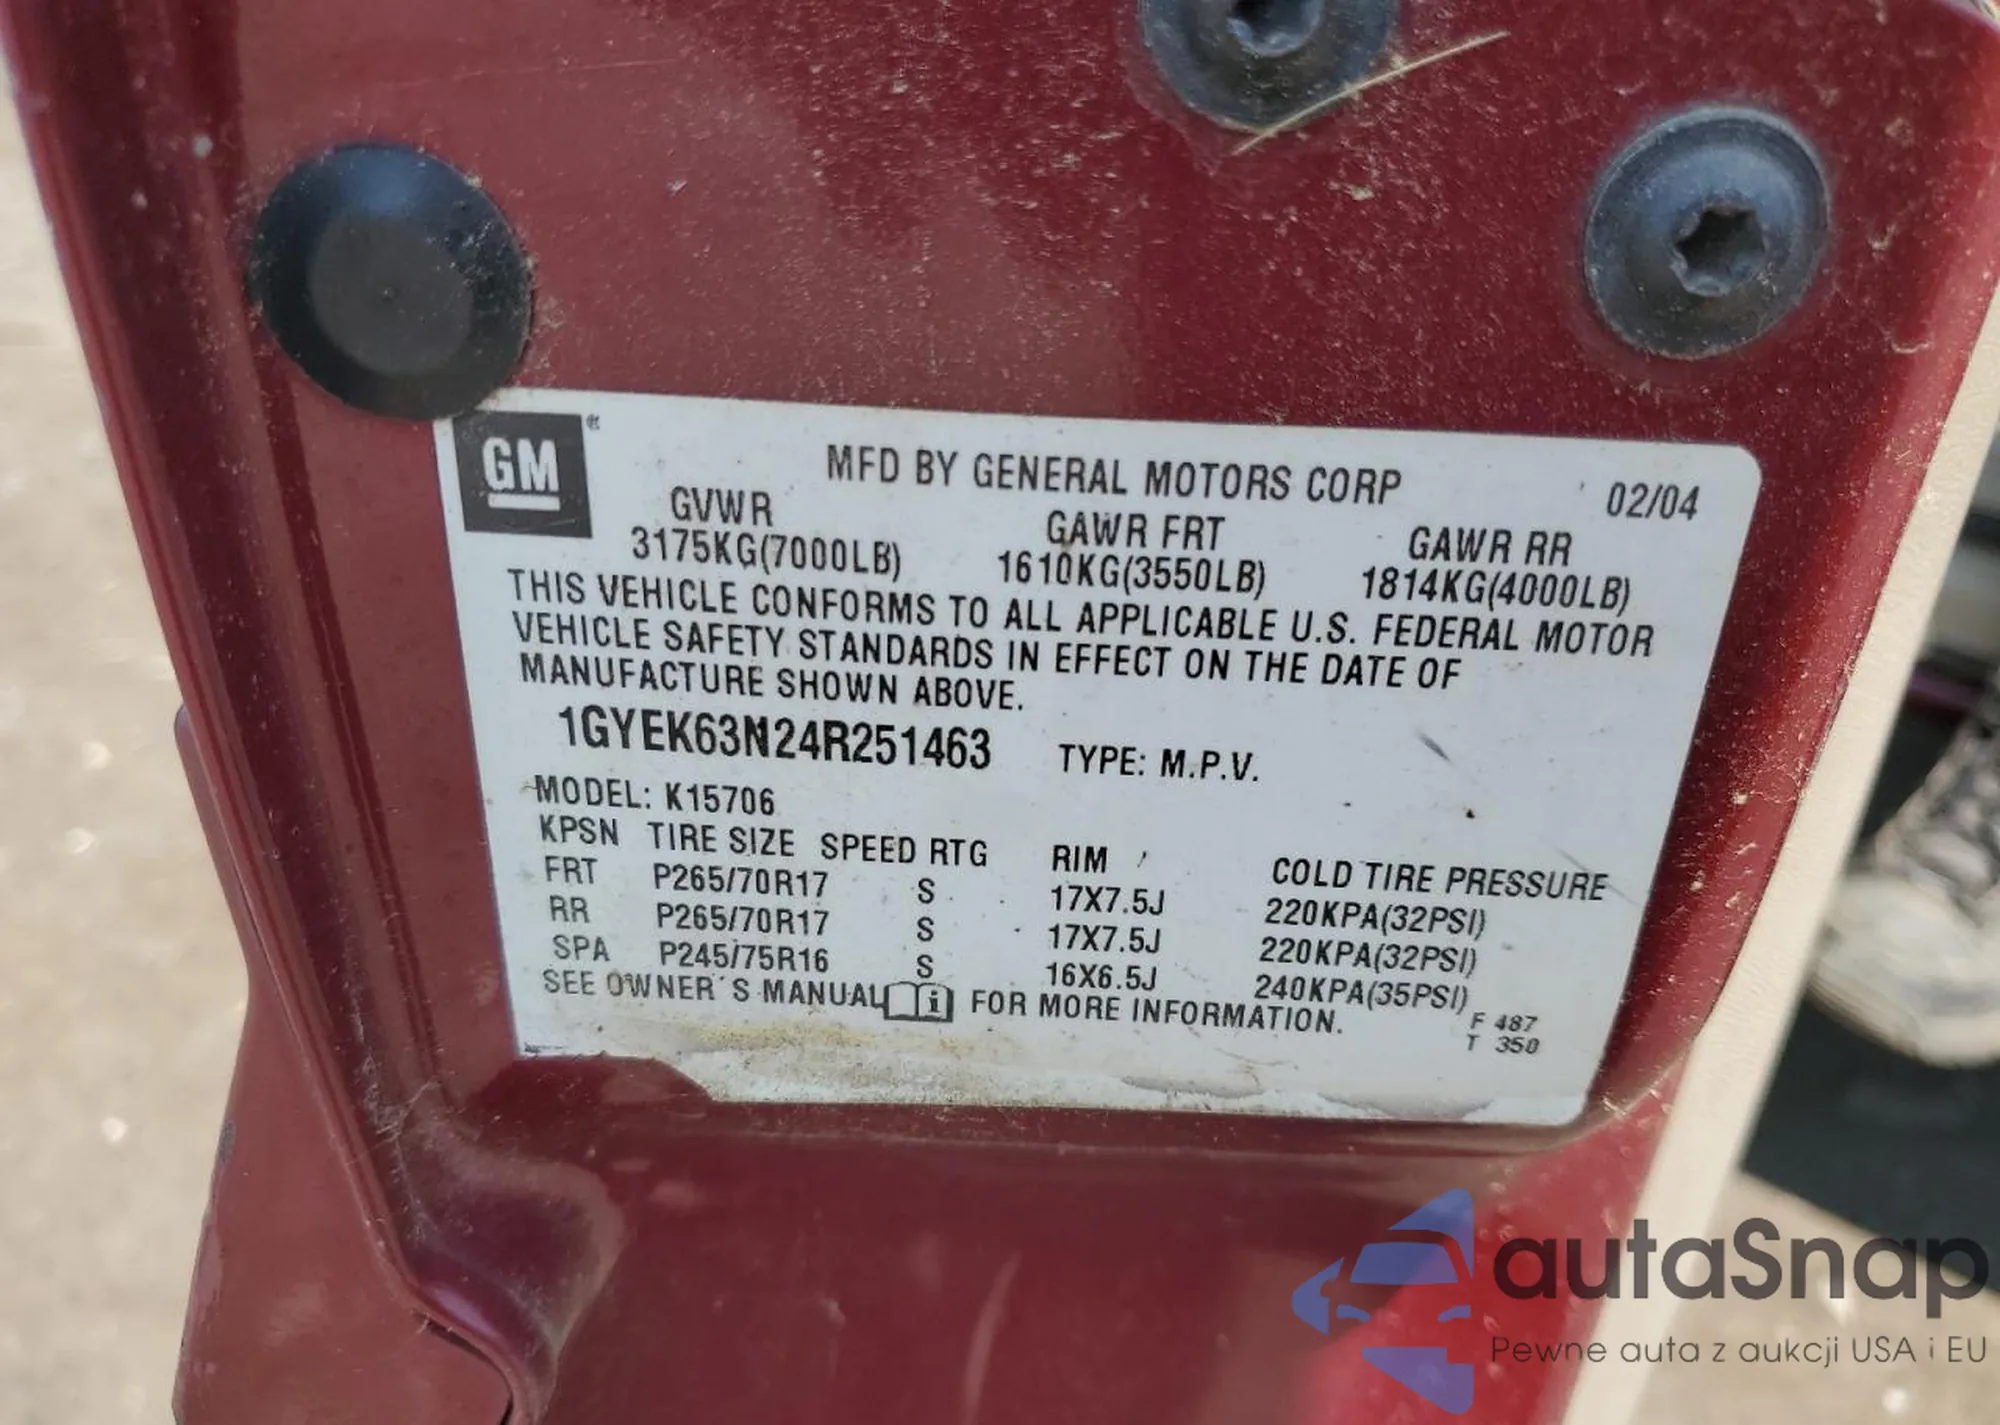 GM®
MFD BY GENERAL MOTORS CORP 02/04
GVWR GAWR FRT GAWR RR
3175KG(7000LB) 1610KG(3550LB) 1814KG(4000LB)
THIS VEHICLE CONFORMS TO ALL APPLICABLE U.S. FEDERAL MOTOR
VEHICLE SAFETY STANDARDS IN EFFECT ON THE DATE OF
MANUFACTURE SHOWN ABOVE.
1GYEK63N24R251463 TYPE: M.P.V.
MODEL: K15706
KPSN TIRE SIZE SPEED RTG RIM COLD TIRE PRESSURE
FRT P265/70R17 S 17X7.5J 220KPA(32PSI)
RR P265/70R17 S 17X7.5J 220KPA(32PSI)
SPA P245/75R16 S 16X6.5J 240KPA(35PSI)
SEE OWNER'S MANUAL FOR MORE INFORMATION.
F 487
T 350
autaSnap
Pewne auta z aukcji USA i EU